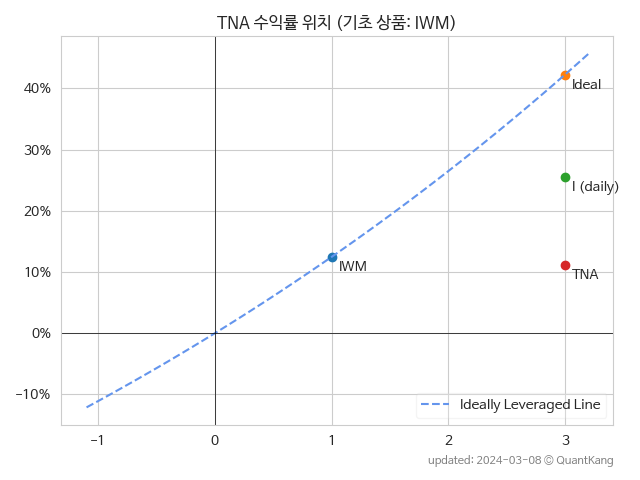 TNA 수익률 위치 (기초 상품: IWM)
40%
30%
20%
10%
0%
−10%
Ideal
I (daily)
IWM
TNA
Ideally Leveraged Line
−1
0
1
2
3
updated: 2024-03-08 © QuantKang